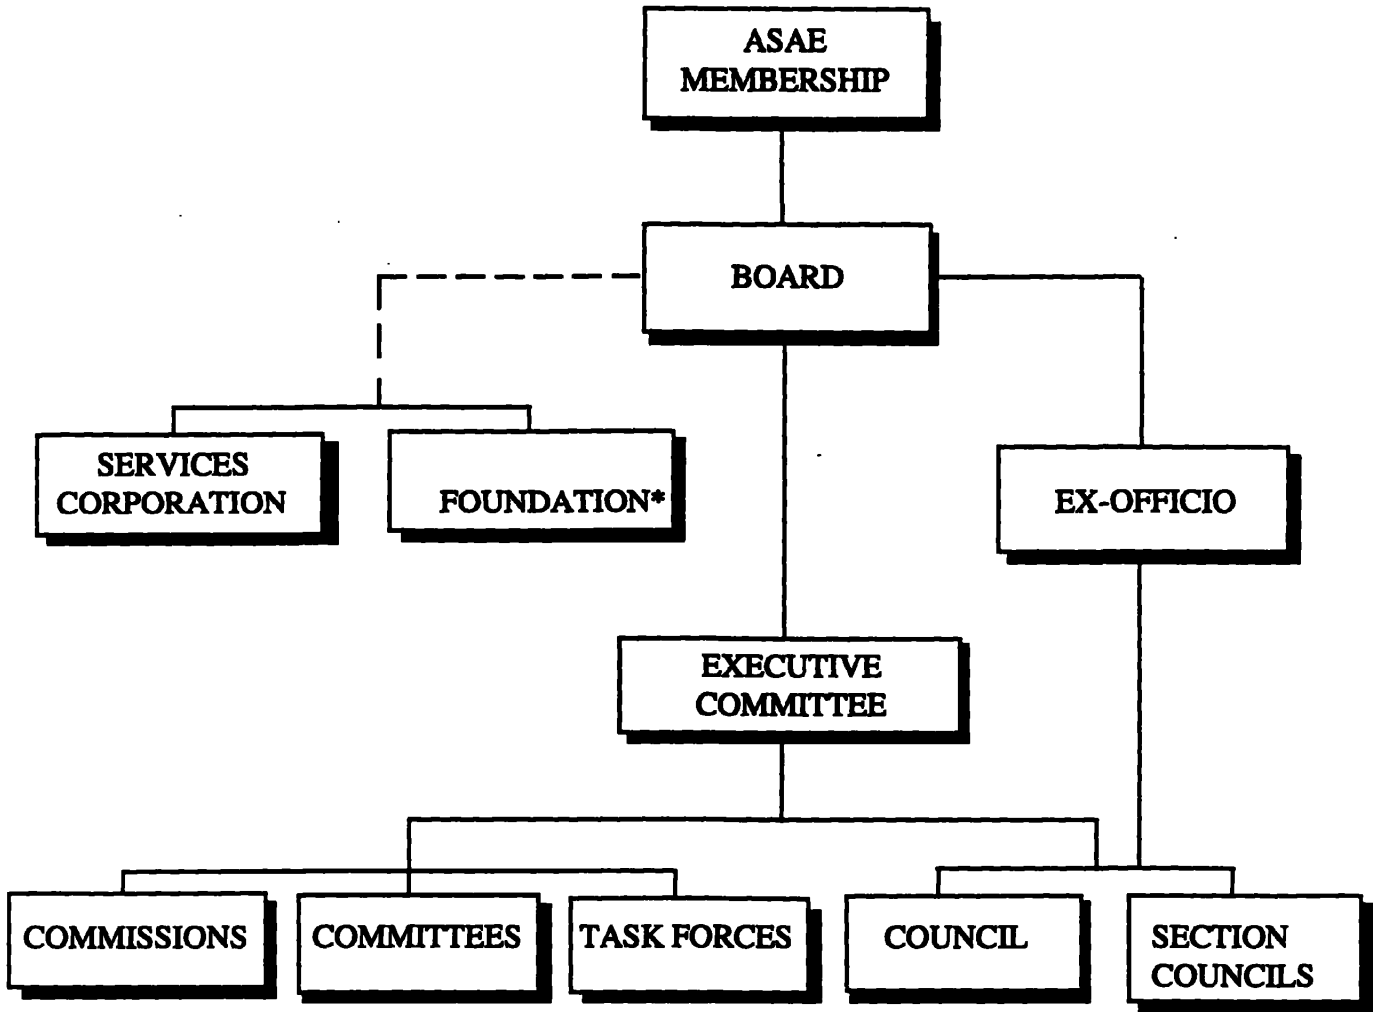 ASAE
MEMBERSHIP
BOARD
SERVICES
CORPORATION
FOUNDATION*
EX-OFFICIO
EXECUTIVE
COMMITTEE
COMMISSIONS
COMMITTEES
TASK FORCES
COUNCIL
SECTION
COUNCILS